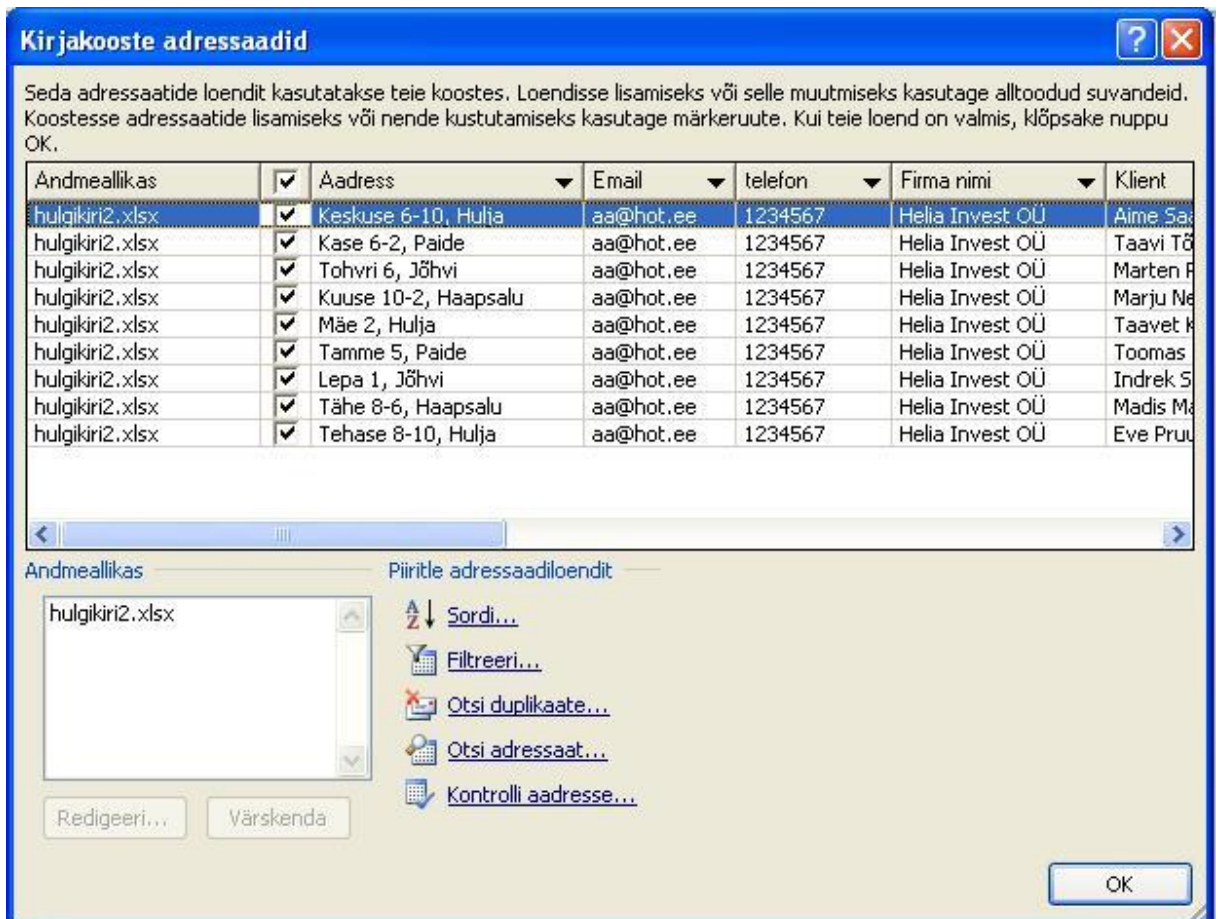 Kirjakooste adressaadid
Seda adressaatide loendit kasutatakse teie koostes. Loendisse lisamiseks või selle muutmiseks kasutage alltoodud suvandeid.
Koostesse adressaatide lisamiseks või nende kustutamiseks kasutage märkeruute. Kui teie loend on valmis, klõpsake nuppu
OK.
Andmeallikas Aadress Email telefon Firma nimi Klient
hulgikiri2.xlsx Keskuse 6-10, Hulja aa@hot.ee 1234567 Helia Invest OÜ Aime
hulgikiri2.xlsx Kase 6-2, Paide aa@hot.ee 1234567 Helia Invest OÜ Taavi
hulgikiri2.xlsx Tohvri 6, Jõhvi aa@hot.ee 1234567 Helia Invest OÜ Marten
hulgikiri2.xlsx Kuuse 10-2, Haapsalu aa@hot.ee 1234567 Helia Invest OÜ Marju
hulgikiri2.xlsx Mäe 2, Hulja aa@hot.ee 1234567 Helia Invest OÜ Taavet
hulgikiri2.xlsx Tamme 5, Paide aa@hot.ee 1234567 Helia Invest OÜ Toomas
hulgikiri2.xlsx Lepa 1, Jõhvi aa@hot.ee 1234567 Helia Invest OÜ Indrek
hulgikiri2.xlsx Tähe 8-6, Haapsalu aa@hot.ee 1234567 Helia Invest OÜ Madis
hulgikiri2.xlsx Tehase 8-10, Hulja aa@hot.ee 1234567 Helia Invest OÜ Eve
Andmeallikas Piiritle adressaadiloendit
hulgikiri2.xlsx
Sordi...
Filtreeri...
Otsi duplikaate...
Otsi adressaat...
Kontrolli aadresse...
Redigeeri... Värskenda
OK